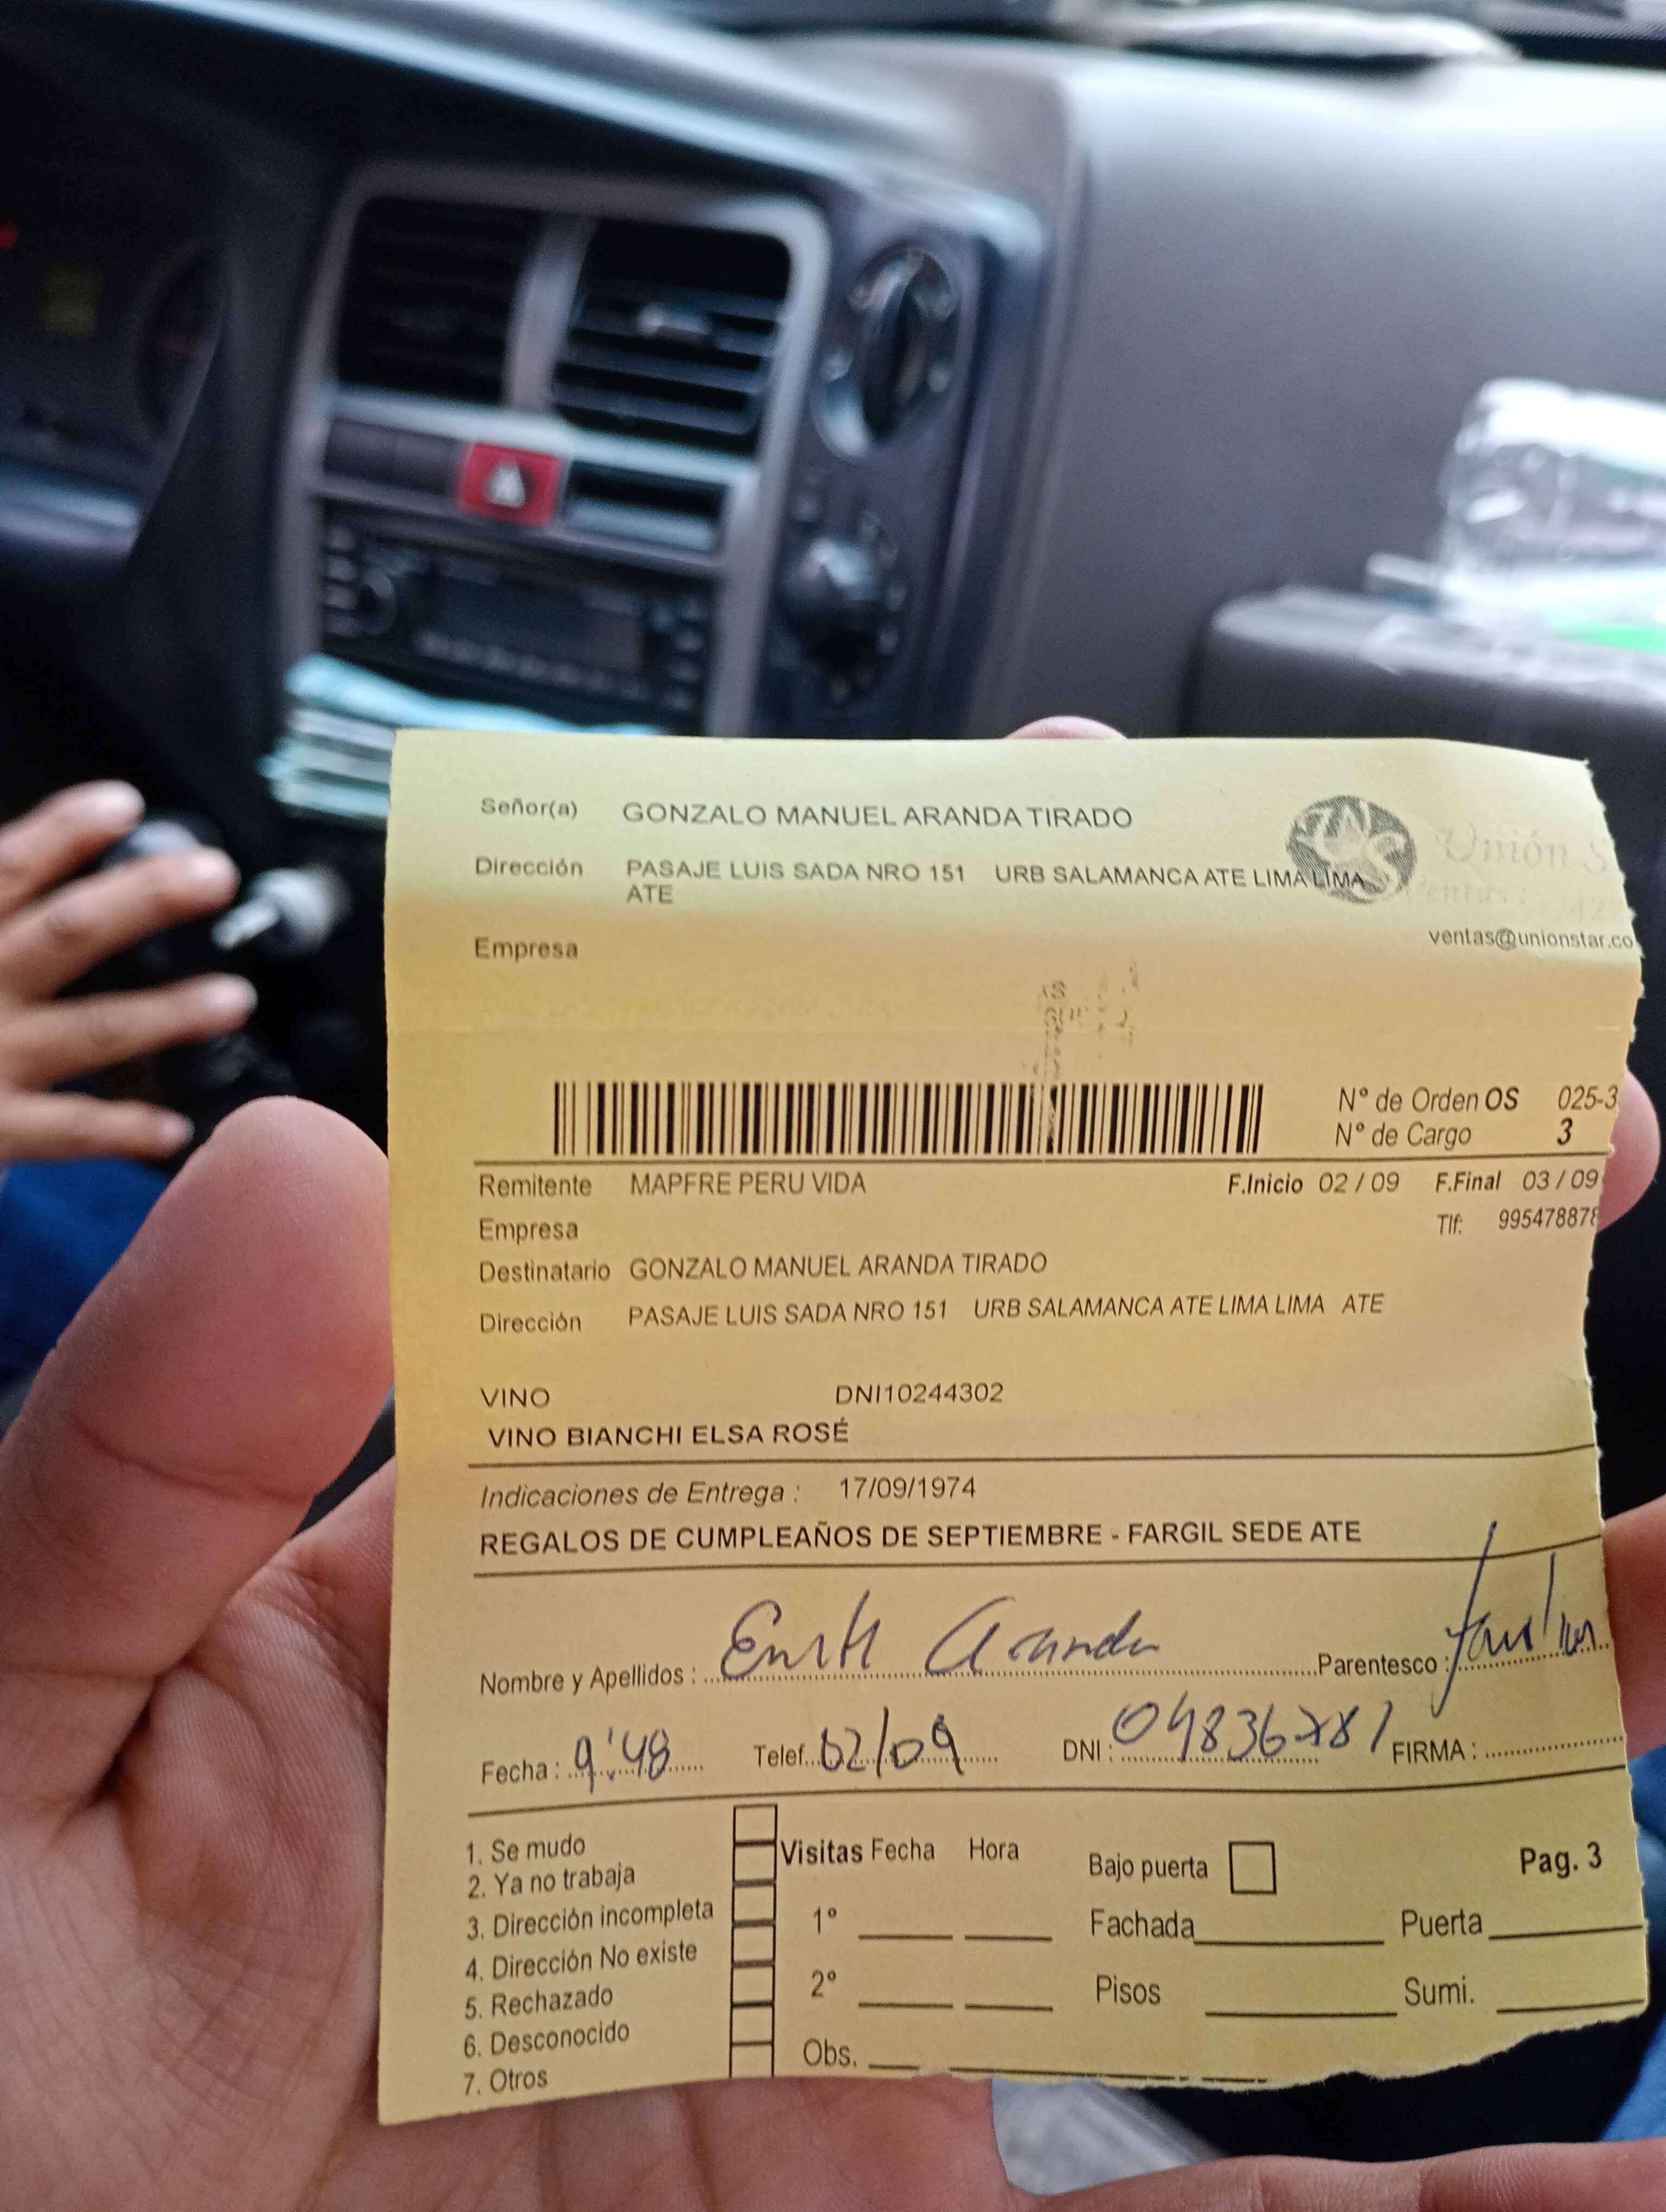 Señor(a) GONZALO MANUEL ARANDA TIRADO
Dirección PASAJE LUIS SADA NRO 151 URB SALAMANCA ATE LIMA LIMA
ATE
Unión S
Ventas :
ventas@unionstar.co
Empresa
N° de Orden OS 025-3
N° de Cargo 3
Remitente MAPFRE PERU VIDA F.Inicio 02 / 09 F.Final 03 / 09
Empresa Tlf: 995478878
Destinatario GONZALO MANUEL ARANDA TIRADO
Dirección PASAJE LUIS SADA NRO 151 URB SALAMANCA ATE LIMA LIMA ATE
VINO DNI10244302
VINO BIANCHI ELSA ROSÉ
Indicaciones de Entrega : 17/09/1974
REGALOS DE CUMPLEAÑOS DE SEPTIEMBRE - FARGIL SEDE ATE
Nombre y Apellidos : Aranda Parentesco :
Fecha : 9:48 Telef. 02/09 DNI : FIRMA :
1. Se mudo
2. Ya no trabaja
3. Dirección incompleta
4. Dirección No existe
5. Rechazado
6. Desconocido
7. Otros
Visitas Fecha Hora Bajo puerta Pag. 3
1° Fachada Puerta
2° Pisos Sumi.
Obs.